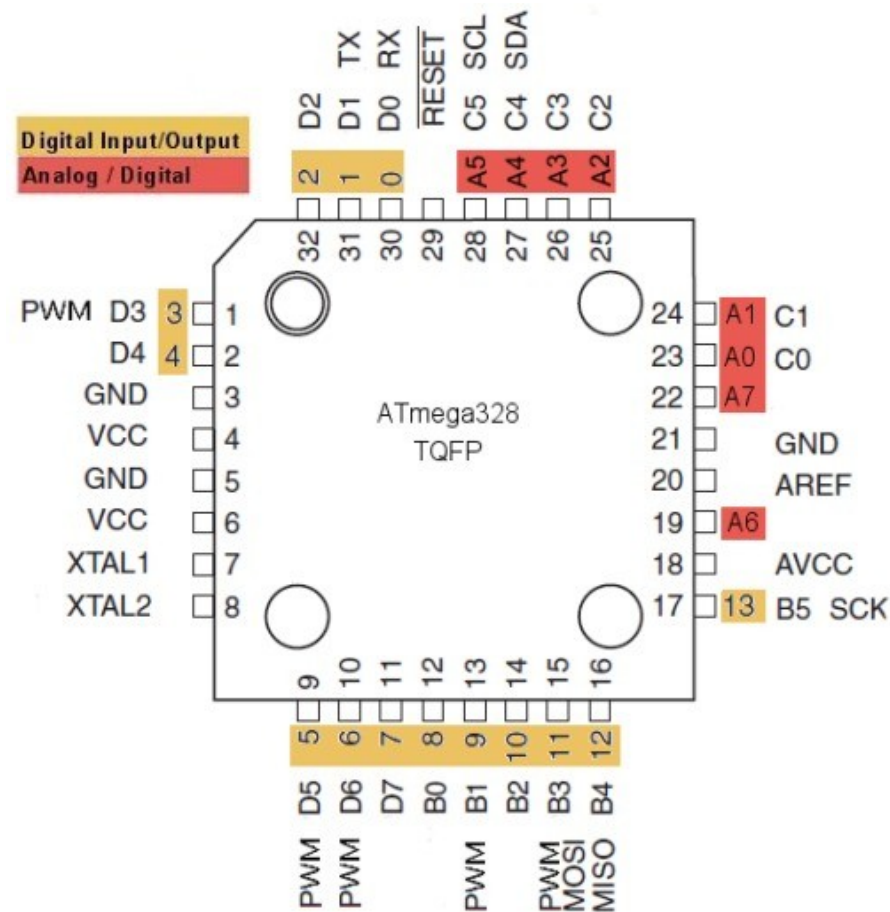 TX RX SCL SDA
D2 D1 D0 RESET C5 C4 C3 C2
Digital Input/Output
Analog / Digital
2 1 0 A5 A4 A3 A2
32 31 30 29 28 27 26 25
PWM D3 3 1 24 A1 C1
D4 4 2 23 A0 C0
GND 3 22 A7
ATmega328
TQFP
VCC 4 21 GND
GND 5 20 AREF
VCC 6 19 A6
XTAL1 7 18 AVCC
XTAL2 8 17 13 B5 SCK
9 10 11 12 13 14 15 16
5 6 7 8 9 10 11 12
D5 D6 D7 B0 B1 B2 B3 B4
PWM PWM PWM PWM MOSI MISO